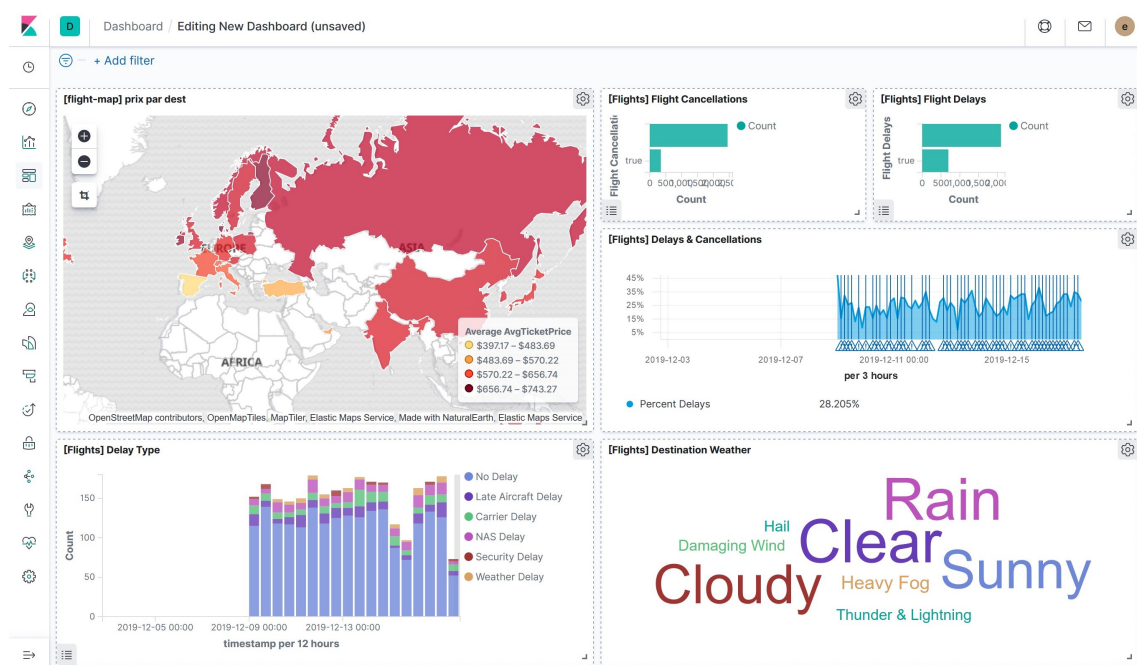 D Dashboard / Editing New Dashboard (unsaved) e
+ Add filter
[flight-map] prix par dest
EUROPE
ASIA
AFRICA
Average AvgTicketPrice
$397.17 – $483.69
$483.69 – $570.22
$570.22 – $656.74
$656.74 – $743.27
OpenStreetMap contributors, OpenMapTiles, MapTiler, Elastic Maps Service, Made with NaturalEarth, Elastic Maps Service
[Flights] Flight Cancellations
Flight Cancellati
true
Count
0
Count
[Flights] Flight Delays
Flight Delays
true
Count
0
Count
[Flights] Delays & Cancellations
45%
35%
25%
15%
5%
2019-12-03 2019-12-07 2019-12-11 00:00 2019-12-15
per 3 hours
Percent Delays 28.205%
[Flights] Delay Type
Count
150
100
50
0
2019-12-05 00:00 2019-12-09 00:00 2019-12-13 00:00
timestamp per 12 hours
No Delay
Late Aircraft Delay
Carrier Delay
NAS Delay
Security Delay
Weather Delay
[Flights] Destination Weather
Rain
Hail
Clear
Damaging Wind
Sunny
Cloudy
Heavy Fog
Thunder & Lightning